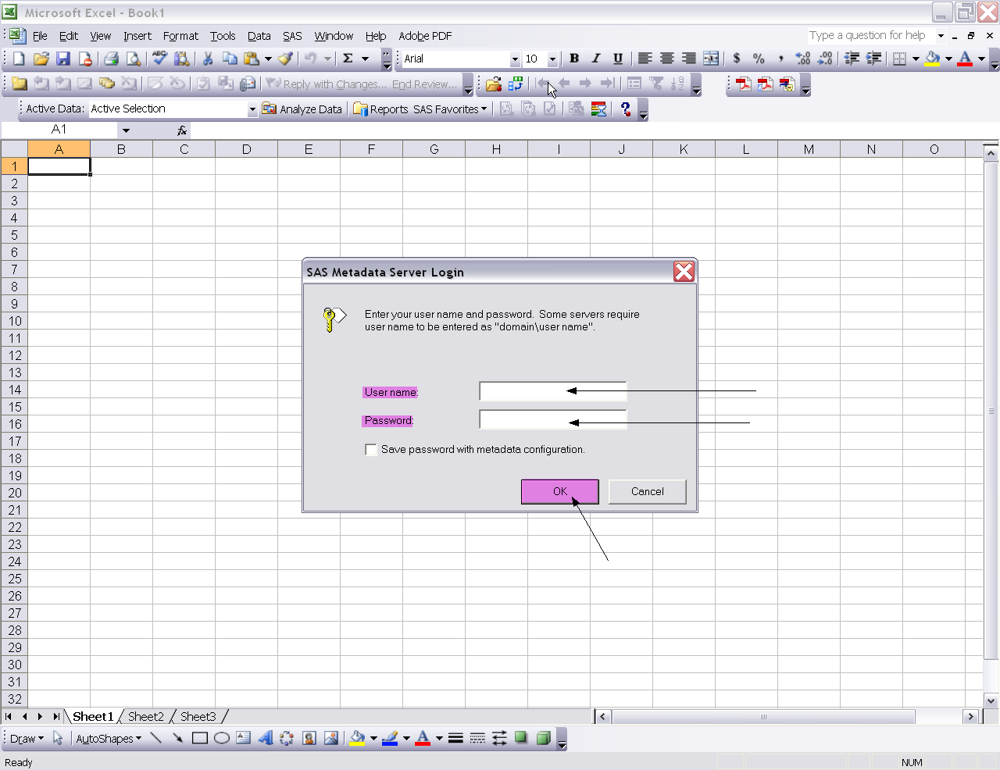 Microsoft Excel - Book1
File Edit View Insert Format Tools Data SAS Window Help Adobe PDF Type a question for help
Arial 10 B I U $ % ,
Reply with Changes... End Review...
Active Data: Active Selection Analyze Data Reports SAS Favorites
A1 fx
A B C D E F G H I J K L M N O
1
2
3
4
5
6
7
8
9
10
11
12
13
14
15
16
17
18
19
20
21
22
23
24
25
26
27
28
29
30
31
32
SAS Metadata Server Login
Enter your user name and password. Some servers require
user name to be entered as "domain\user name".
User name:
Password:
Save password with metadata configuration.
OK Cancel
Sheet1 Sheet2 Sheet3
Draw AutoShapes
Ready NUM